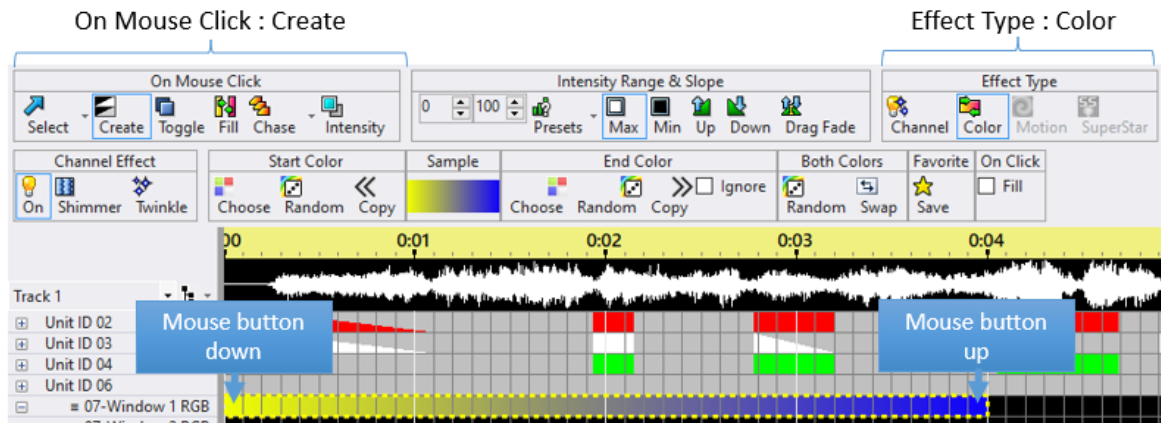 On Mouse Click : Create
Effect Type : Color
On Mouse Click
Intensity Range & Slope
Effect Type
Select Create Toggle Fill Chase Intensity
0 100 Presets Max Min Up Down Drag Fade
Channel Color Motion SuperStar
Channel Effect
Start Color
Sample
End Color
Both Colors
Favorite
On Click
On Shimmer Twinkle
Choose Random Copy
Choose Random Copy
Ignore
Random Swap
Save
Fill
00 0:01 0:02 0:03 0:04
Track 1
Unit ID 02
Unit ID 03
Unit ID 04
Unit ID 06
07-Window 1 RGB
Mouse button
down
Mouse button
up